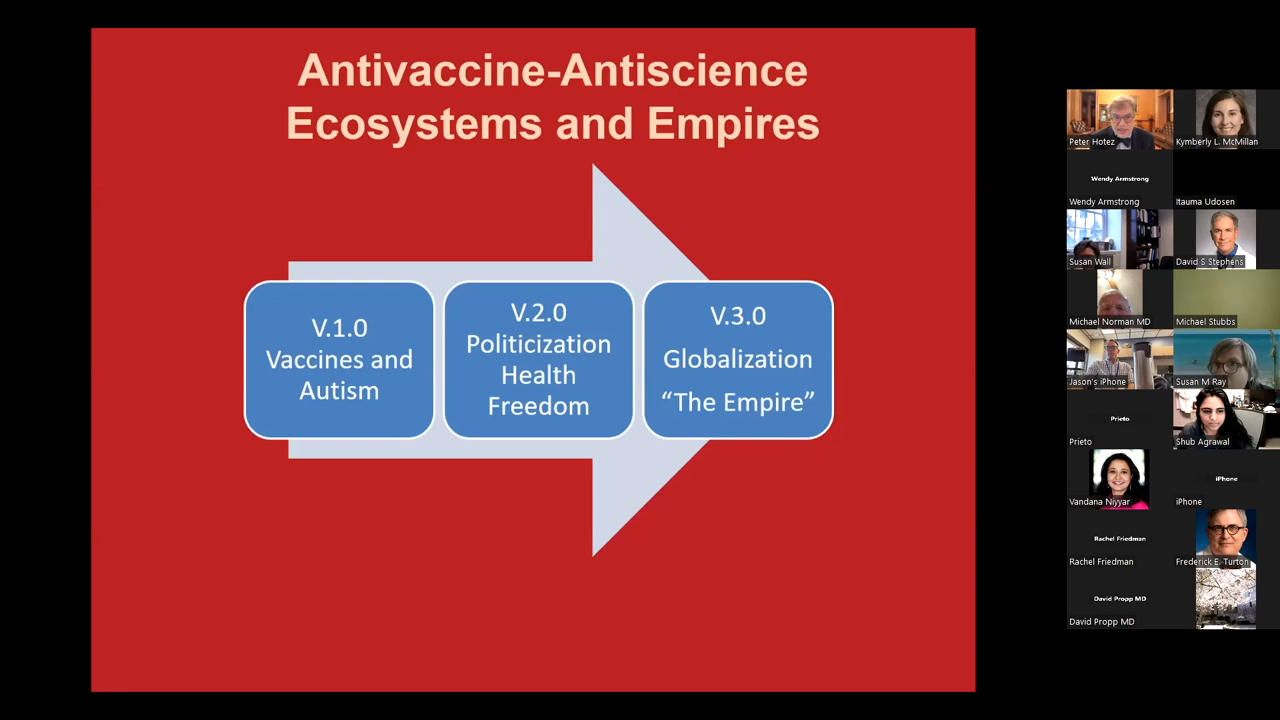 Antivaccine-Antiscience
Ecosystems and Empires
V.1.0
Vaccines and
Autism
V.2.0
Politicization
Health
Freedom
V.3.0
Globalization
“The Empire”
Peter Hotez
Kymberly L. McMillan
Wendy Armstrong
Wendy Armstrong
Itauma Udosen
Susan Wall
David S Stephens
Michael Norman MD
Michael Stubbs
Jason's iPhone
Susan M Ray
Prieto
Prieto
Shub Agrawal
Vandana Niyyar
iPhone
iPhone
Rachel Friedman
Rachel Friedman
Frederick E. Turton
David Propp MD
David Propp MD